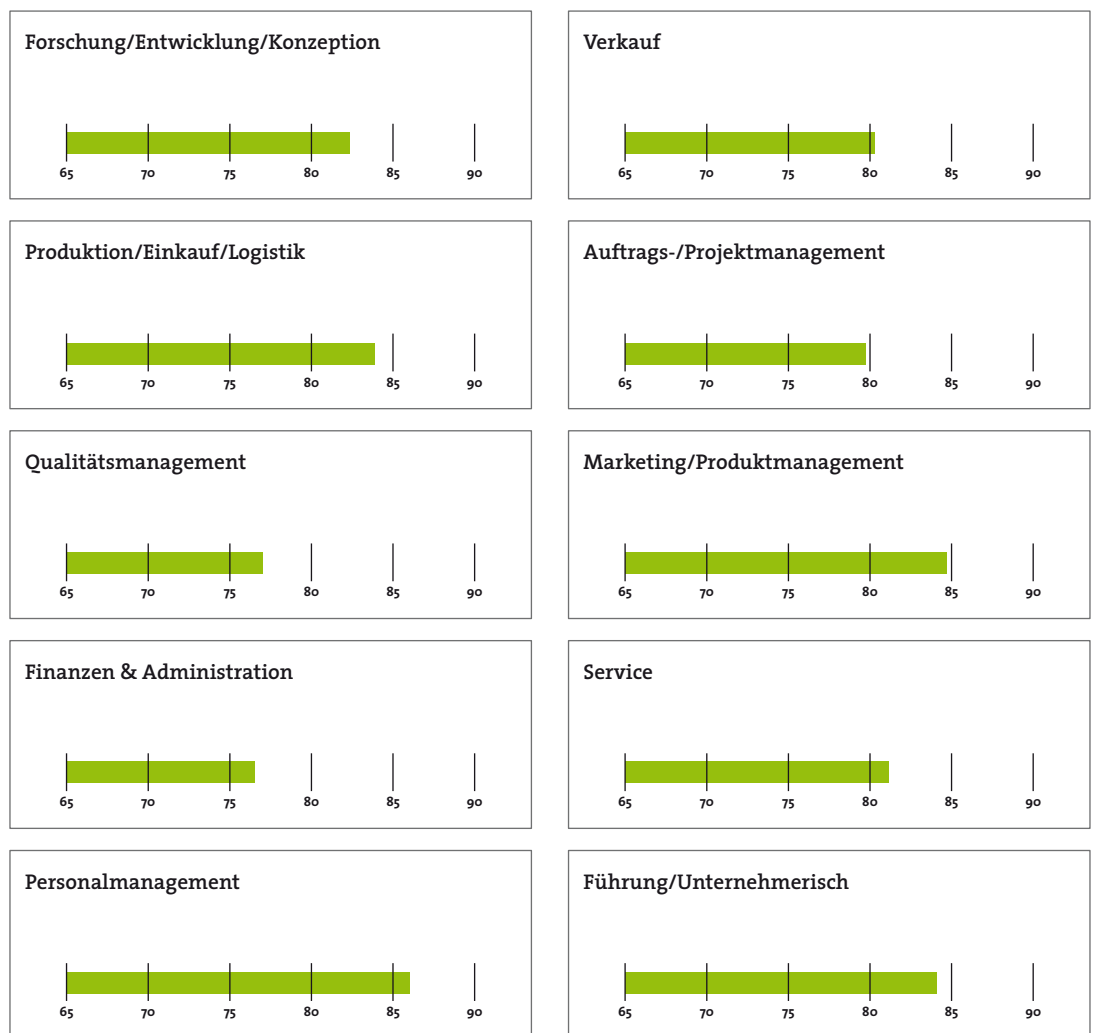 Forschung/Entwicklung/Konzeption
65 70 75 80 85 90
Verkauf
65 70 75 80 85 90
Produktion/Einkauf/Logistik
65 70 75 80 85 90
Auftrags-/Projektmanagement
65 70 75 80 85 90
Qualitätsmanagement
65 70 75 80 85 90
Marketing/Produktmanagement
65 70 75 80 85 90
Finanzen & Administration
65 70 75 80 85 90
Service
65 70 75 80 85 90
Personalmanagement
65 70 75 80 85 90
Führung/Unternehmerisch
65 70 75 80 85 90